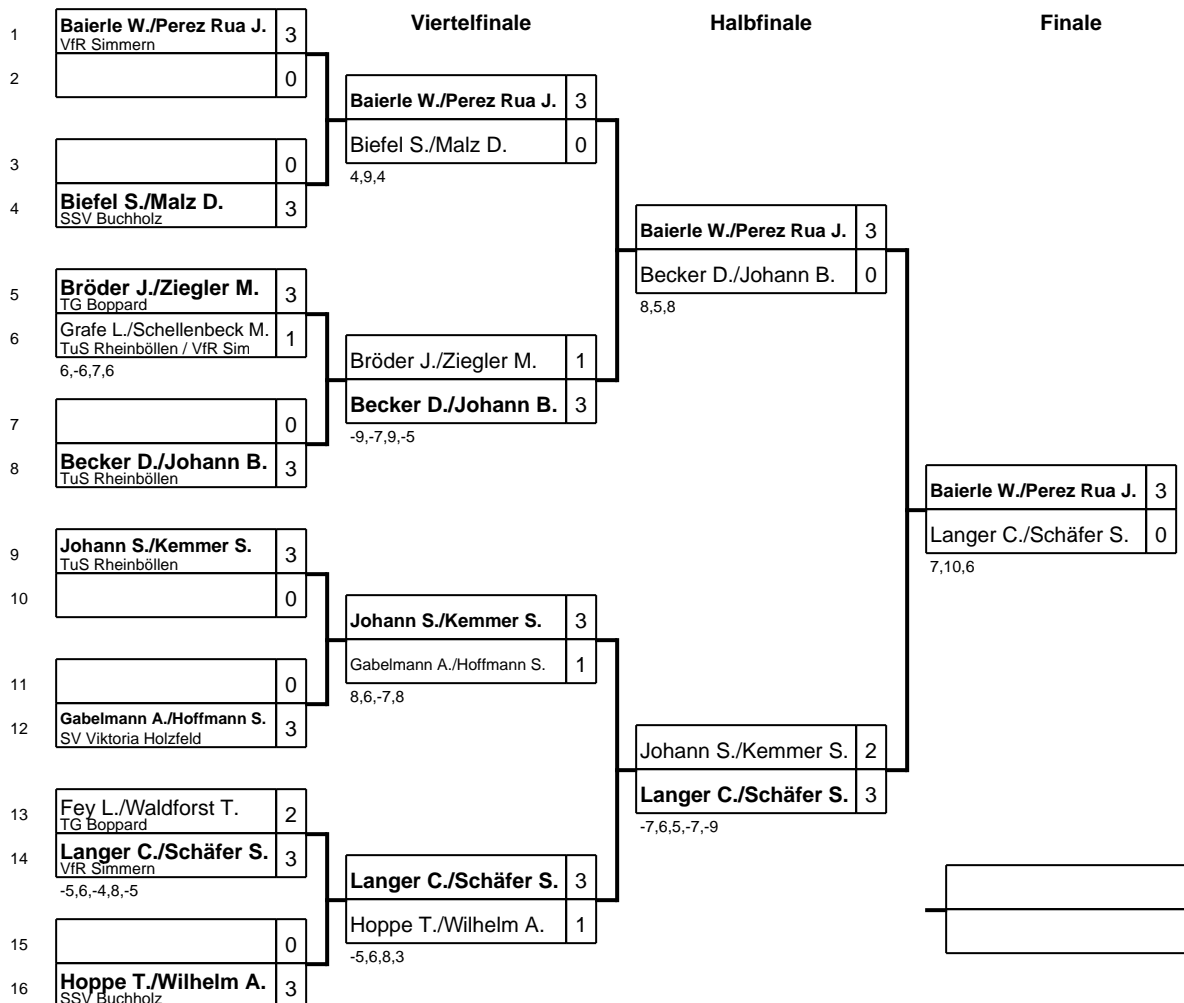 Viertelfinale
Halbfinale
Finale
1
Baierle W./Perez Rua J.
3
VfR Simmern
2
0
3
0
4
Biefel S./Malz D.
3
SSV Buchholz
5
Bröder J./Ziegler M.
3
TG Boppard
6
Grafe L./Schellenbeck M.
1
TuS Rheinböllen / VfR Sim
6,-6,7,6
7
0
8
Becker D./Johann B.
3
TuS Rheinböllen
9
Johann S./Kemmer S.
3
TuS Rheinböllen
10
0
11
0
12
Gabelmann A./Hoffmann S.
3
SV Viktoria Holzfeld
13
Fey L./Waldforst T.
2
TG Boppard
14
Langer C./Schäfer S.
3
VfR Simmern
-5,6,-4,8,-5
15
0
16
Hoppe T./Wilhelm A.
3
SSV Buchholz
Baierle W./Perez Rua J.
3
Biefel S./Malz D.
0
4,9,4
Bröder J./Ziegler M.
1
Becker D./Johann B.
3
-9,-7,9,-5
Johann S./Kemmer S.
3
Gabelmann A./Hoffmann S.
1
8,6,-7,8
Langer C./Schäfer S.
3
Hoppe T./Wilhelm A.
1
-5,6,8,3
Baierle W./Perez Rua J.
3
Becker D./Johann B.
0
8,5,8
Johann S./Kemmer S.
2
Langer C./Schäfer S.
3
-7,6,5,-7,-9
Baierle W./Perez Rua J.
3
Langer C./Schäfer S.
0
7,10,6